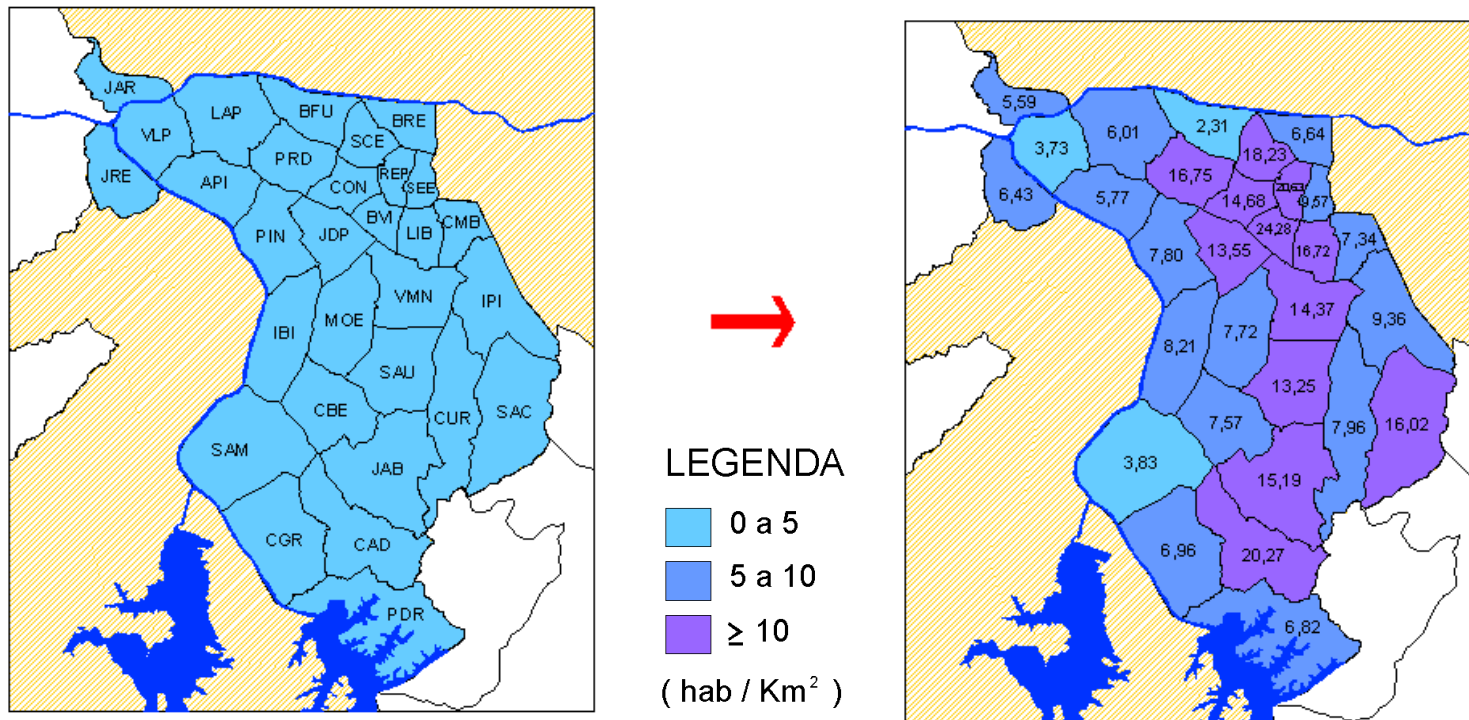 JAR
LAP
BFU
BRE
VLP
SCE
PRD
JRE
API
CON
REP
SEE
BVI
CMB
PIN
JDP
LIB
VMN
IPI
MOE
IBI
SAU
CBE
CUR
SAC
SAM
JAB
CGR
CAD
PDR
LEGENDA
0 a 5
5 a 10
≥ 10
( hab / Km² )
5,59
6,01
2,31
6,64
3,73
18,23
16,75
6,43
5,77
14,68
20,63
9,57
24,28
7,34
7,80
13,55
16,72
14,37
9,36
7,72
8,21
13,25
7,57
7,96
16,02
3,83
15,19
6,96
20,27
6,82